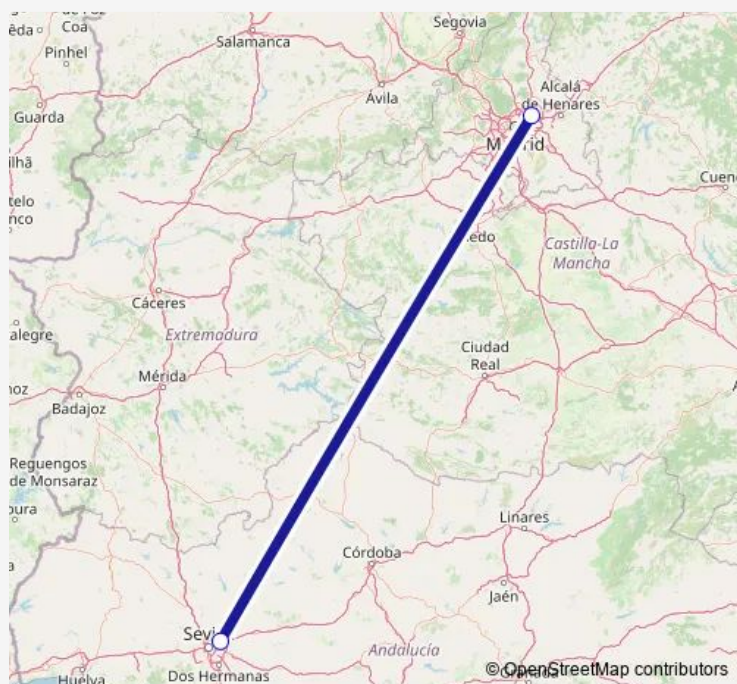 Coa
Segovia
Pinhel
Salamanca
Alcalá
de Henares
Ávila
Guarda
Madrid
Castilla-La
Mancha
Cáceres
Extremadura
Ciudad
Real
Mérida
Badajoz
Reguengos
de Monsaraz
Linares
Córdoba
Jaén
Andalucía
Dos Hermanas
Huelva
© OpenStreetMap contributors